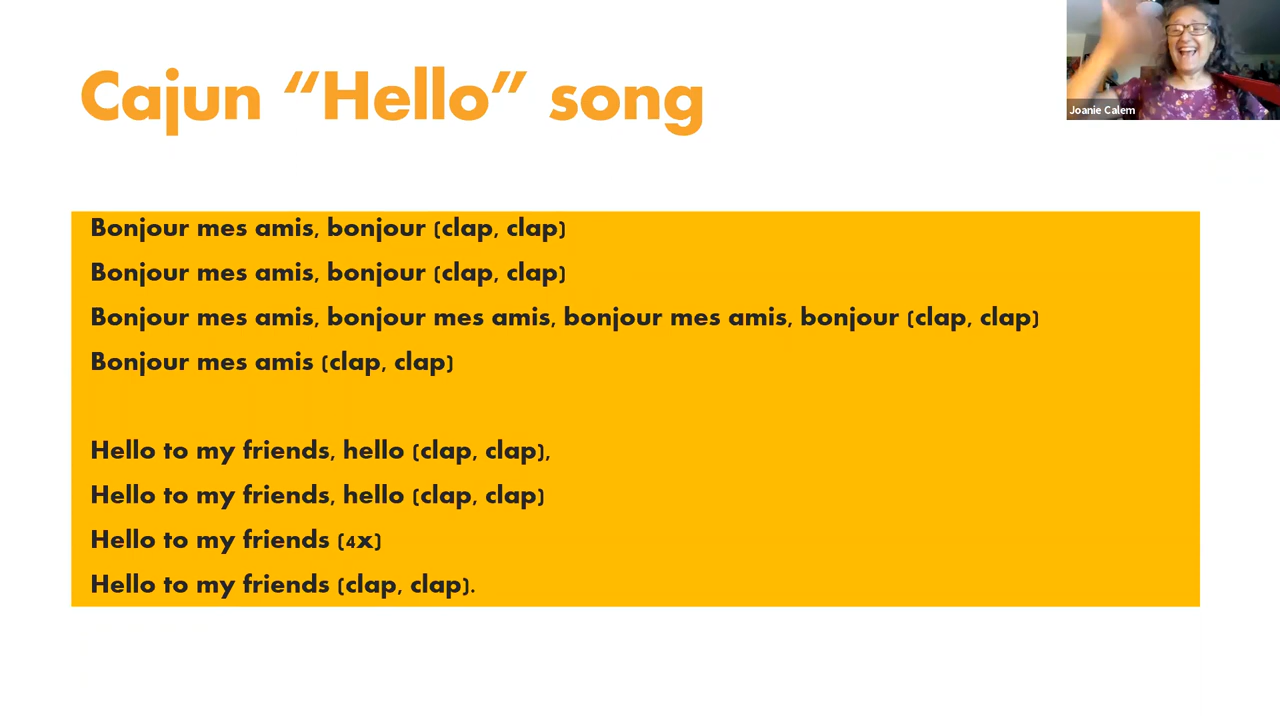 Cajun “Hello” song
Joanie Calem
Bonjour mes amis, bonjour (clap, clap)
Bonjour mes amis, bonjour (clap, clap)
Bonjour mes amis, bonjour mes amis, bonjour mes amis, bonjour (clap, clap)
Bonjour mes amis (clap, clap)
Hello to my friends, hello (clap, clap),
Hello to my friends, hello (clap, clap)
Hello to my friends (4x)
Hello to my friends (clap, clap).